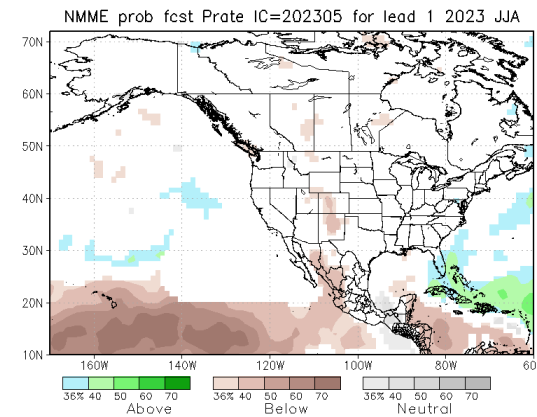 NMME prob fcst Prate IC=202305 for lead 1 2023 JJA
70N
60N
50N
40N
30N
20N
10N
160W 140W 120W 100W 80W 60
36% 40 50 60 70 36% 40 50 60 70 36% 40 50 60 70
Above Below Neutral